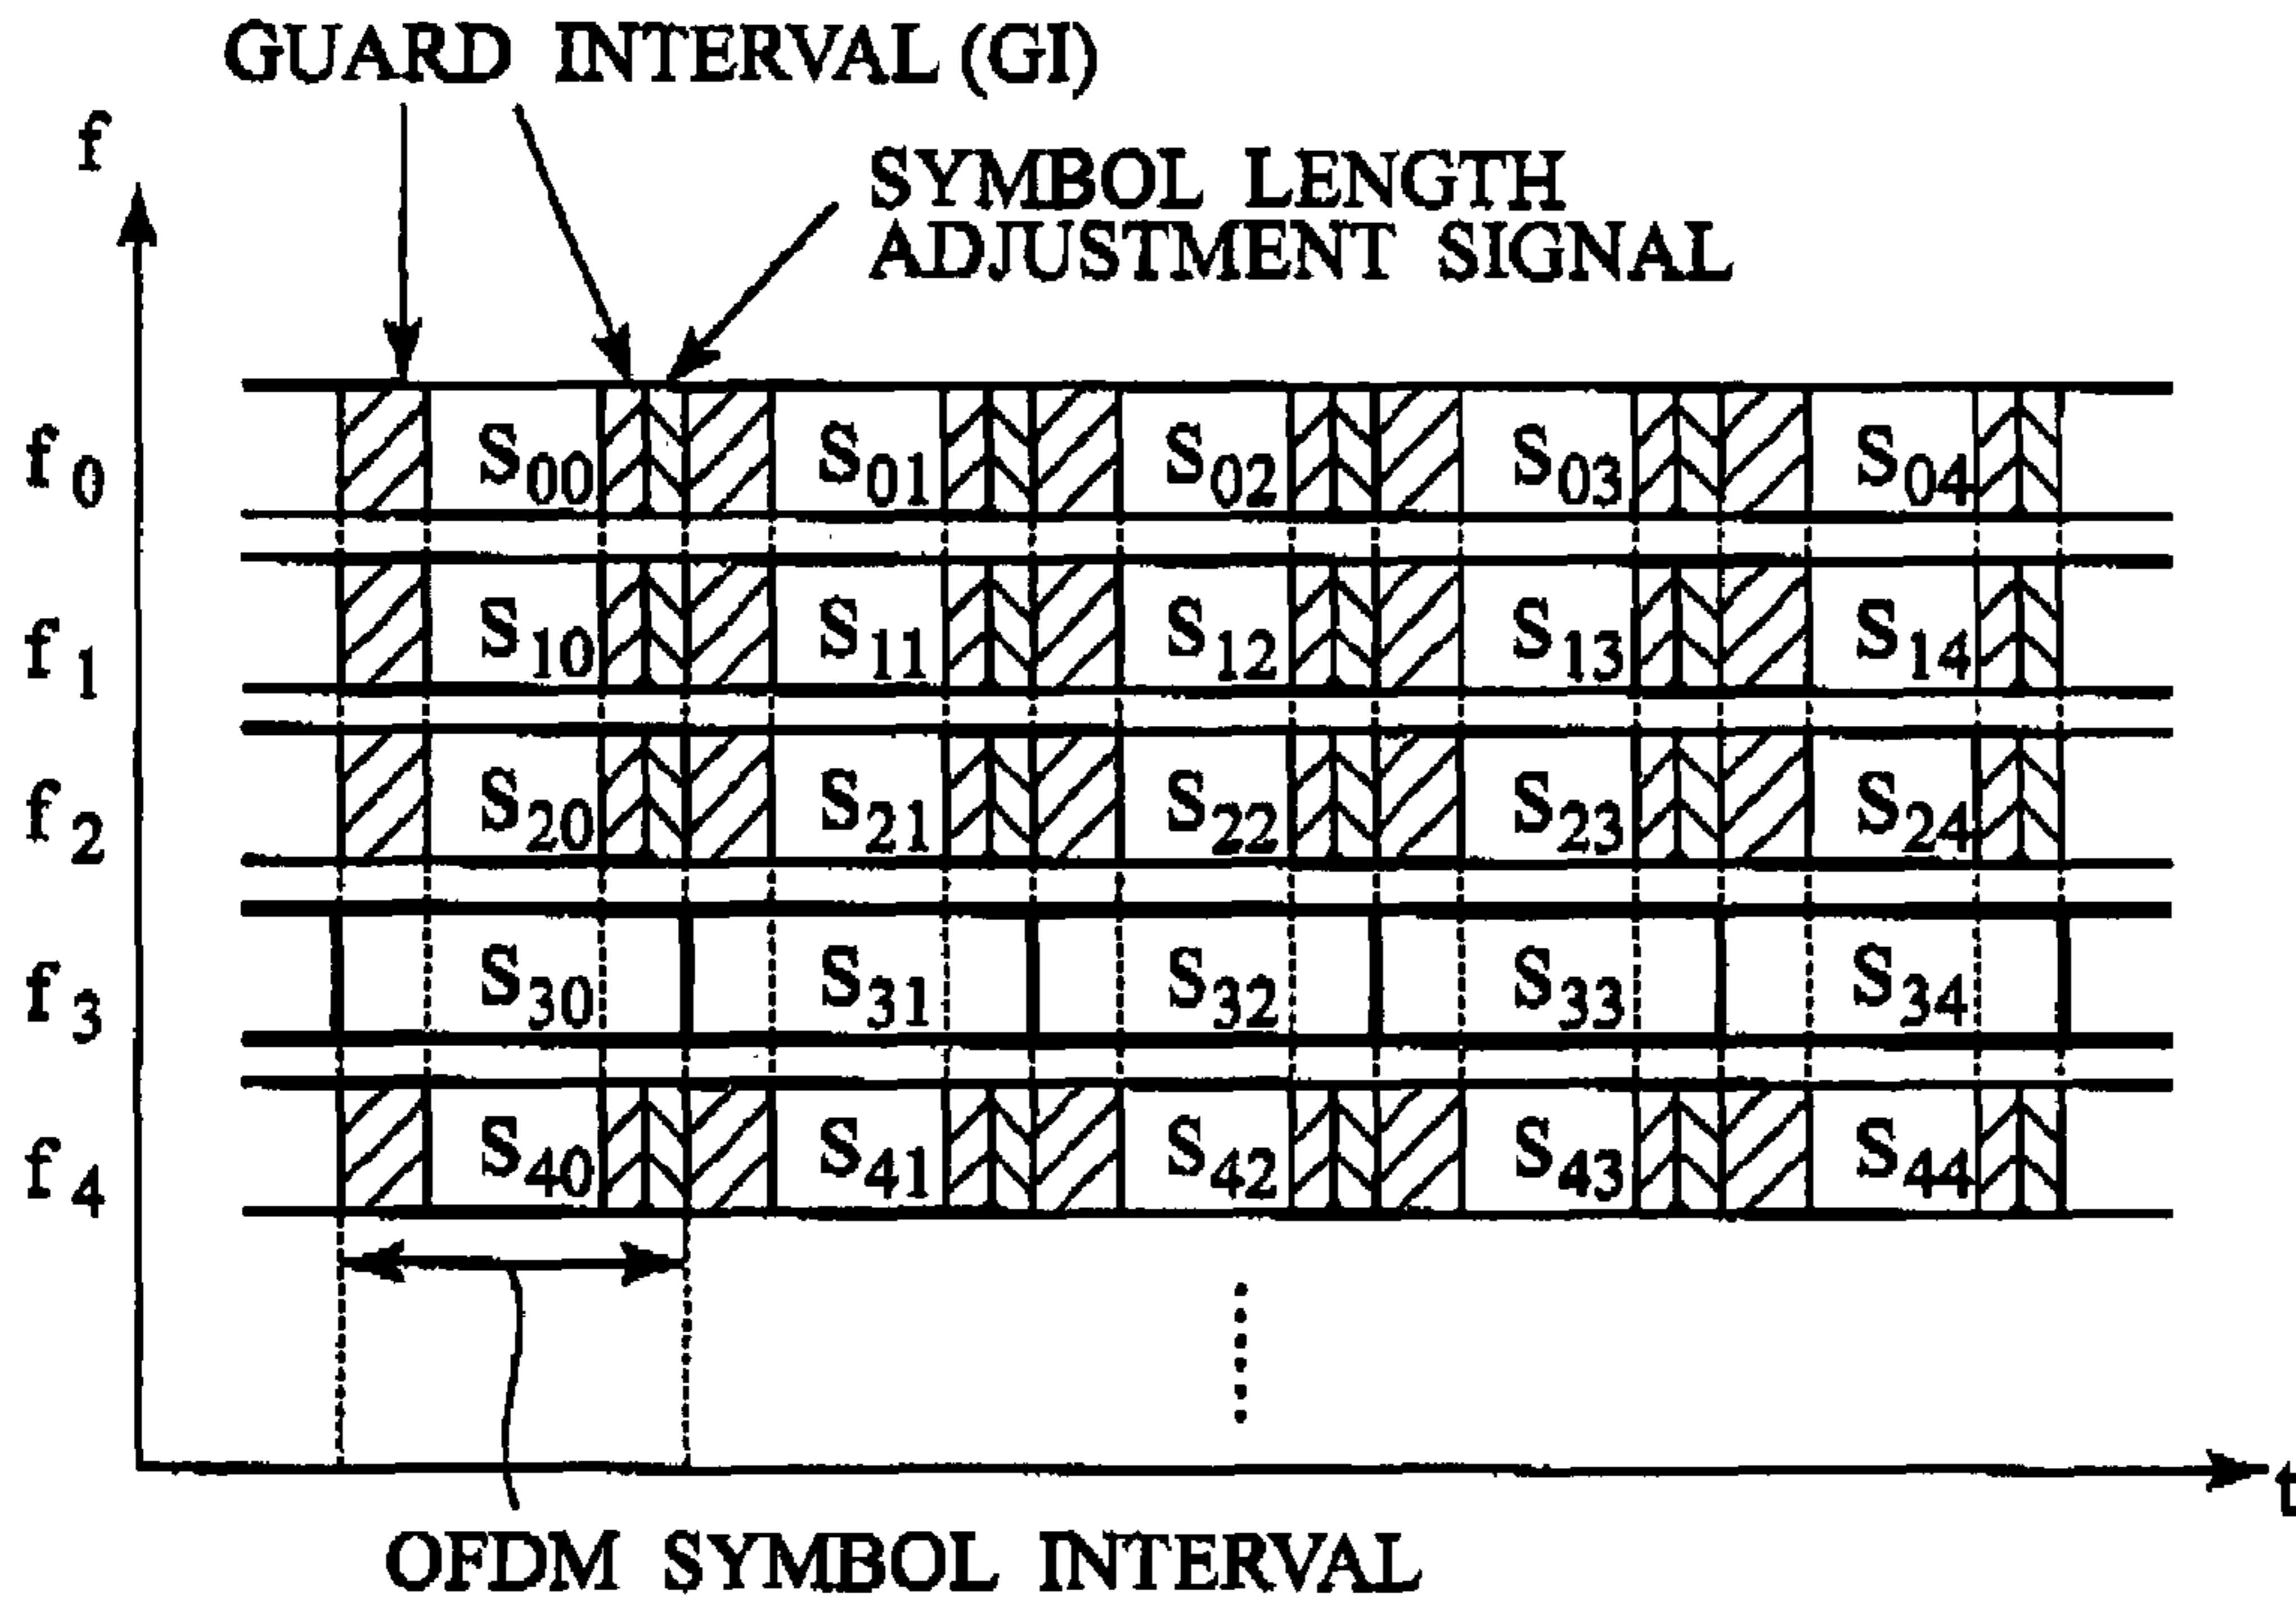 GUARD INTERVAL (GI)
f
SYMBOL LENGTH
ADJUSTMENT SIGNAL
f0 S00 S01 S02 S03 S04
f1 S10 S11 S12 S13 S14
f2 S20 S21 S22 S23 S24
f3 S30 S31 S32 S33 S34
f4 S40 S41 S42 S43 S44
t
OFDM SYMBOL INTERVAL